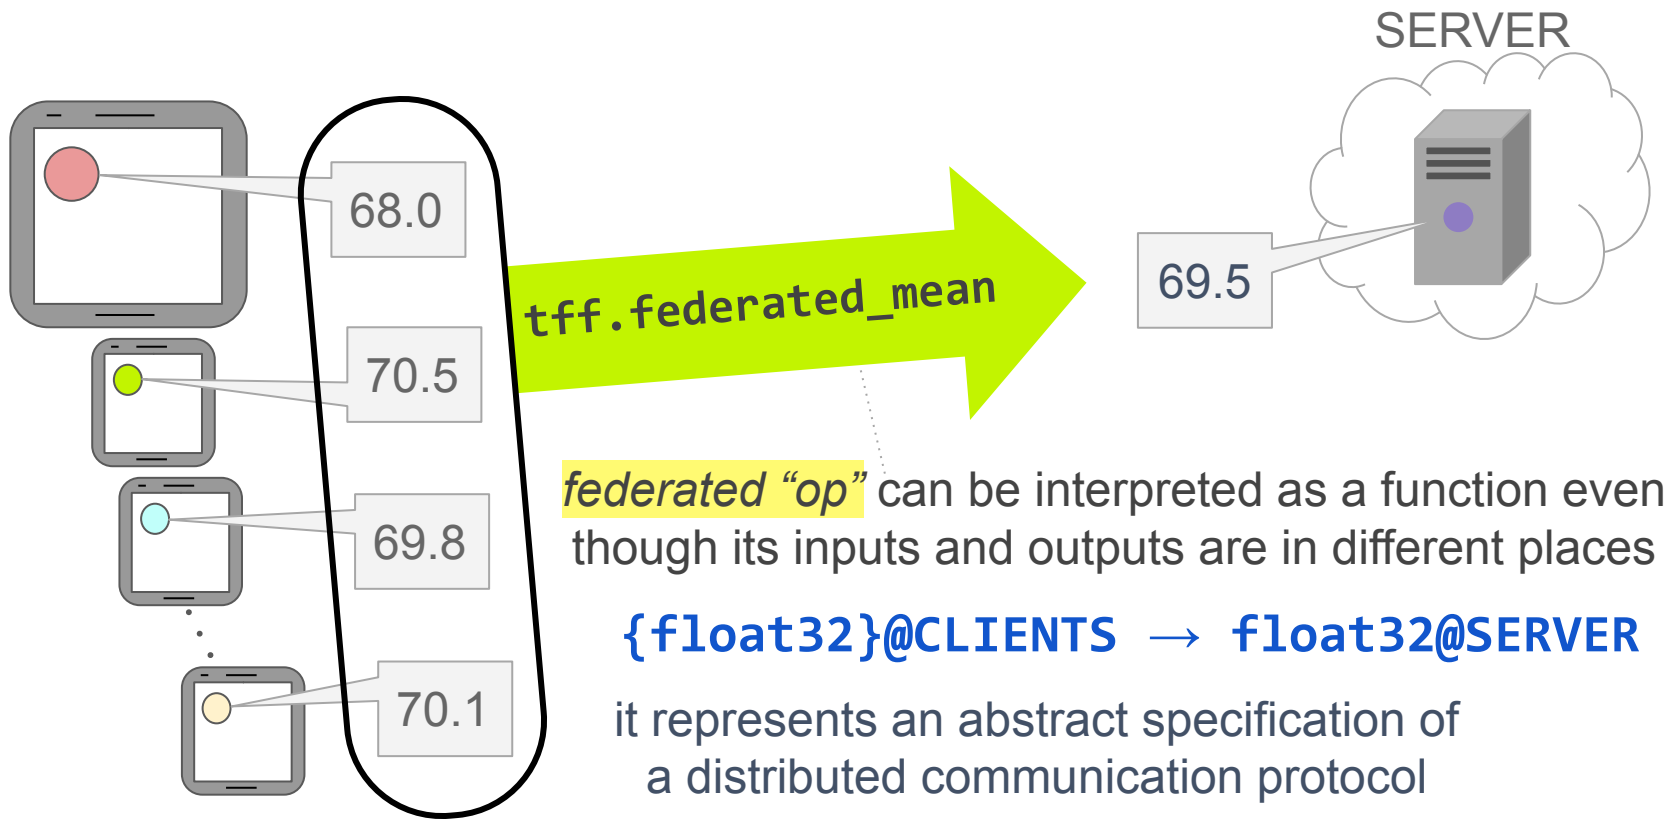 SERVER
68.0
70.5
69.8
70.1
tff.federated_mean
69.5
federated “op” can be interpreted as a function even
though its inputs and outputs are in different places
{float32}@CLIENTS → float32@SERVER
it represents an abstract specification of
a distributed communication protocol